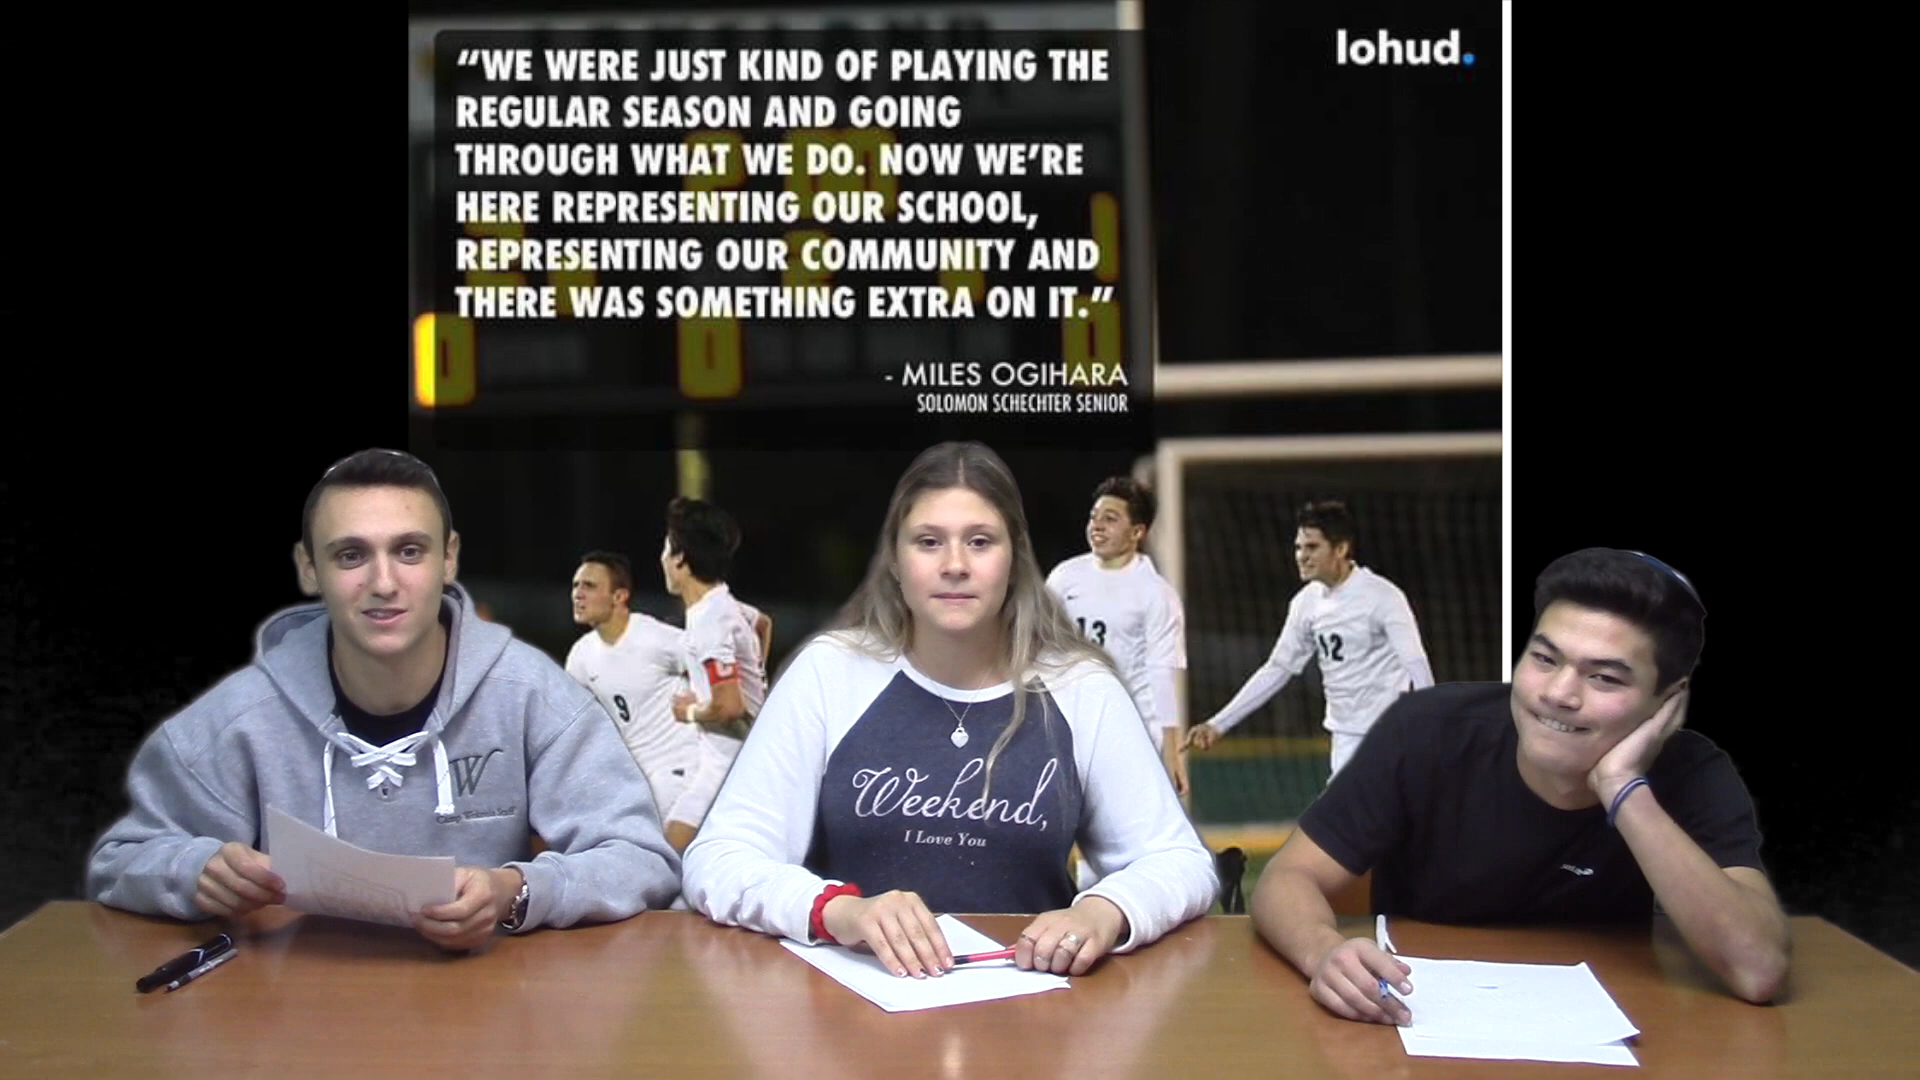 "WE WERE JUST KIND OF PLAYING THE
REGULAR SEASON AND GOING
THROUGH WHAT WE DO. NOW WE'RE
HERE REPRESENTING OUR SCHOOL,
REPRESENTING OUR COMMUNITY AND
THERE WAS SOMETHING EXTRA ON IT."
- MILES OGIHARA
SOLOMON SCHECHTER SENIOR
lohud.
9
13
12
W
Weekend,
I Love You